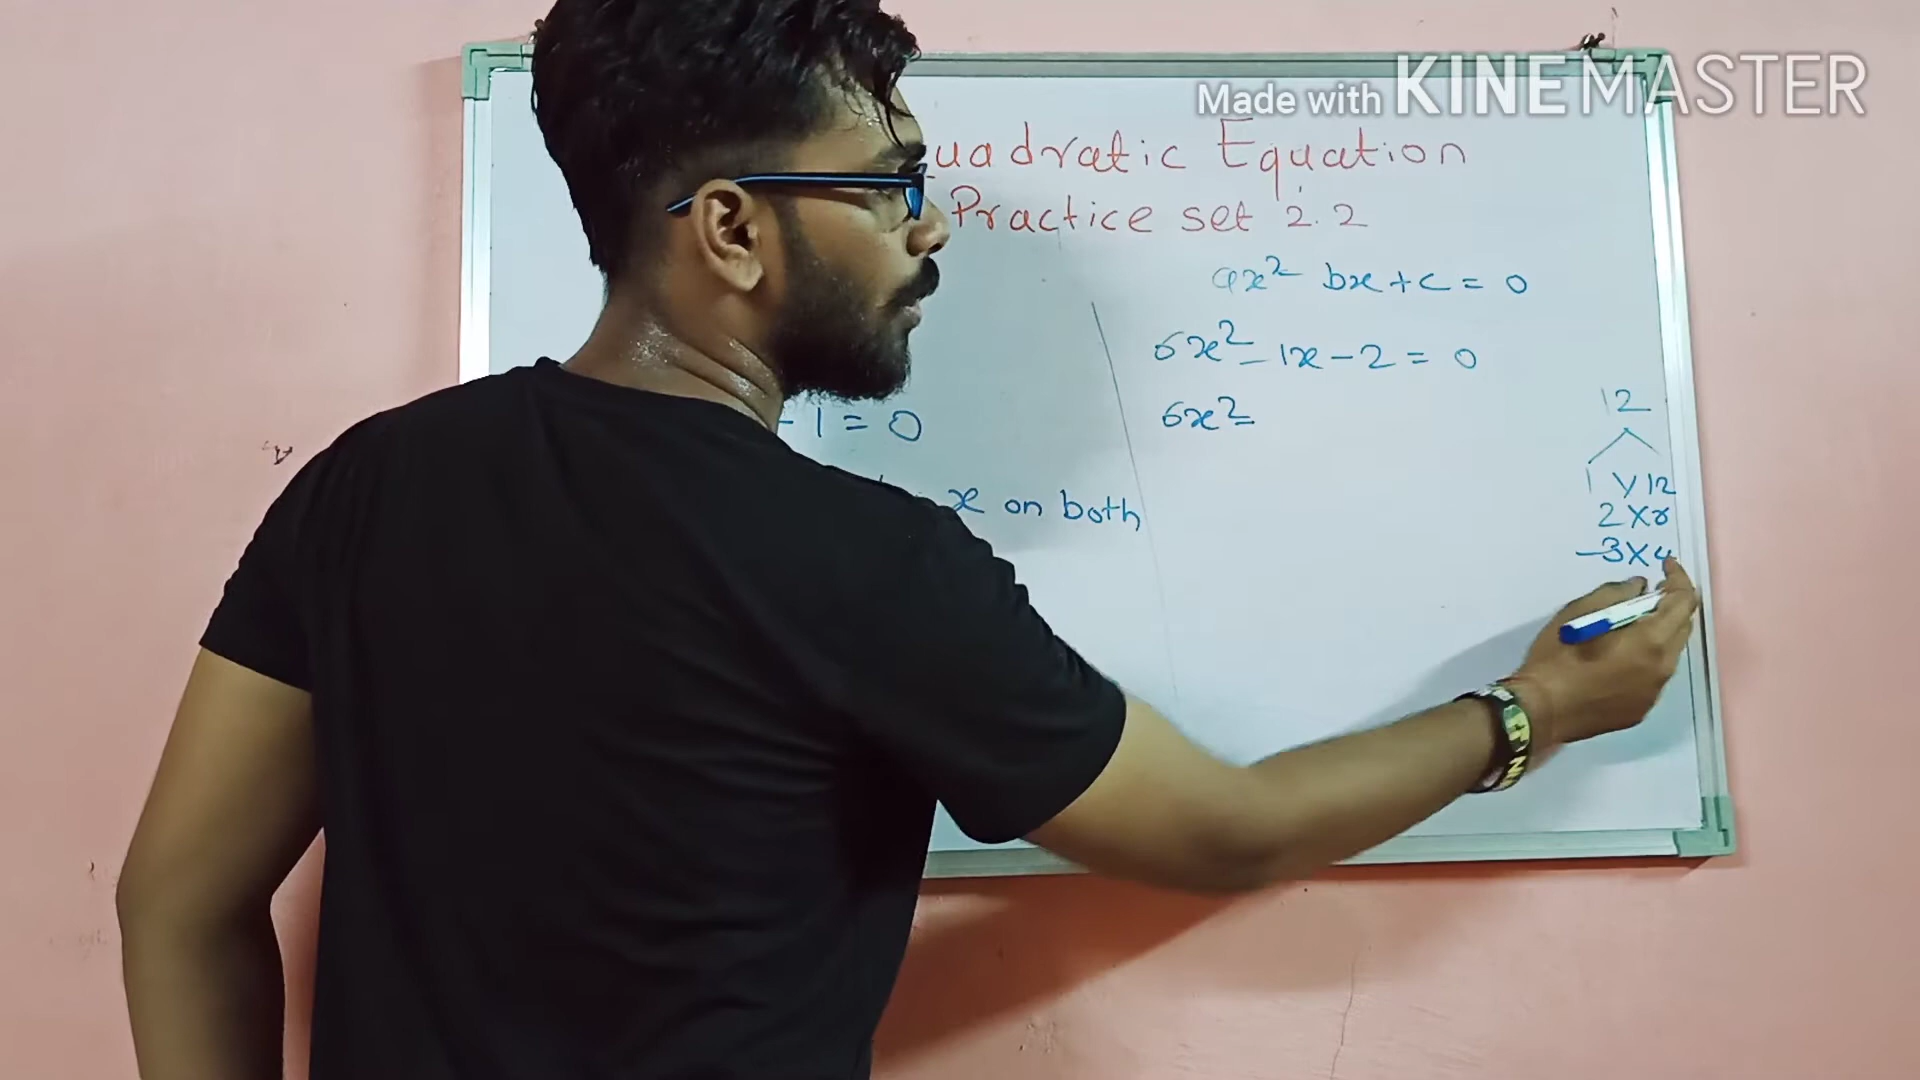 Made with KINEMASTER
uadratic Equation
Practice set 2.2
ax² bx + c = 0
6x² - 1x - 2 = 0
6x²
- 1 = 0
x on both
12
1 × 12
2 × 6
-3 × 4